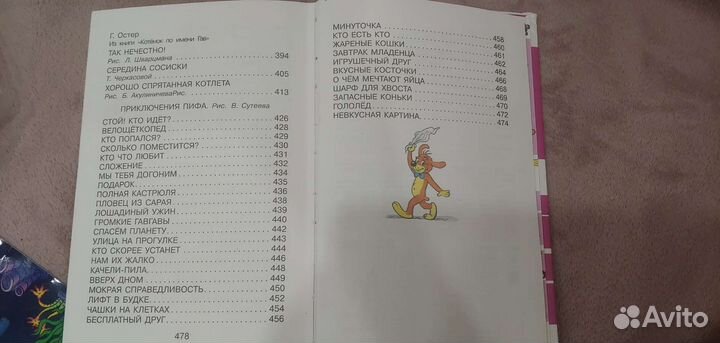 Г. Остер
Из книги «Котёнок по имени Гав»
ТАК НЕЧЕСТНО!
Рис. Л. Шварцмана 394
СЕРЕДИНА СОСИСКИ
Т. Черкасовой 405
ХОРОШО СПРЯТАННАЯ КОТЛЕТА
Рис. Б. АкулиничеваРис. 413
ПРИКЛЮЧЕНИЯ ПИФА. Рис. В. Сутеева
СТОЙ! КТО ИДЁТ? 426
ВЕЛОЩЁТКОПЕД 428
КТО ПОПАЛСЯ? 429
СКОЛЬКО ПОМЕСТИТСЯ? 430
КТО ЧТО ЛЮБИТ 431
СЛОЖЕНИЕ 432
МЫ ТЕБЯ ДОГОНИМ 434
ПОДАРОК 435
ПОЛНАЯ КАСТРЮЛЯ 436
ПЛОВЕЦ ИЗ САРАЯ 438
ЛОШАДИНЫЙ УЖИН 439
ГРОМКИЕ ГАВГАВЫ 440
СПАСЁМ ПЛАНЕТУ 442
УЛИЦА НА ПРОГУЛКЕ 443
КТО СКОРЕЕ УСТАНЕТ 444
НАМ ИХ ЖАЛКО 446
КАЧЕЛИ-ПИЛА 448
ВВЕРХ ДНОМ 449
МОКРАЯ СПРАВЕДЛИВОСТЬ 450
ЛИФТ В БУДКЕ 452
ЧАШКИ НА КЛЕТКАХ 454
БЕСПЛАТНЫЙ ДРУГ 456
478
МИНУТОЧКА 458
КТО ЕСТЬ КТО 460
ЖАРЕНЫЕ КОШКИ 461
ЗАВТРАК МЛАДЕНЦА 462
ИГРУШЕЧНЫЙ ДРУГ 464
ВКУСНЫЕ КОСТОЧКИ 466
О ЧЁМ МЕЧТАЮТ ЯЙЦА 467
ШАРФ ДЛЯ ХВОСТА 468
ЗАПАСНЫЕ КОНЬКИ 469
ГОЛОЛЁД 470
НЕВКУСНАЯ КАРТИНА 472
474
Avito